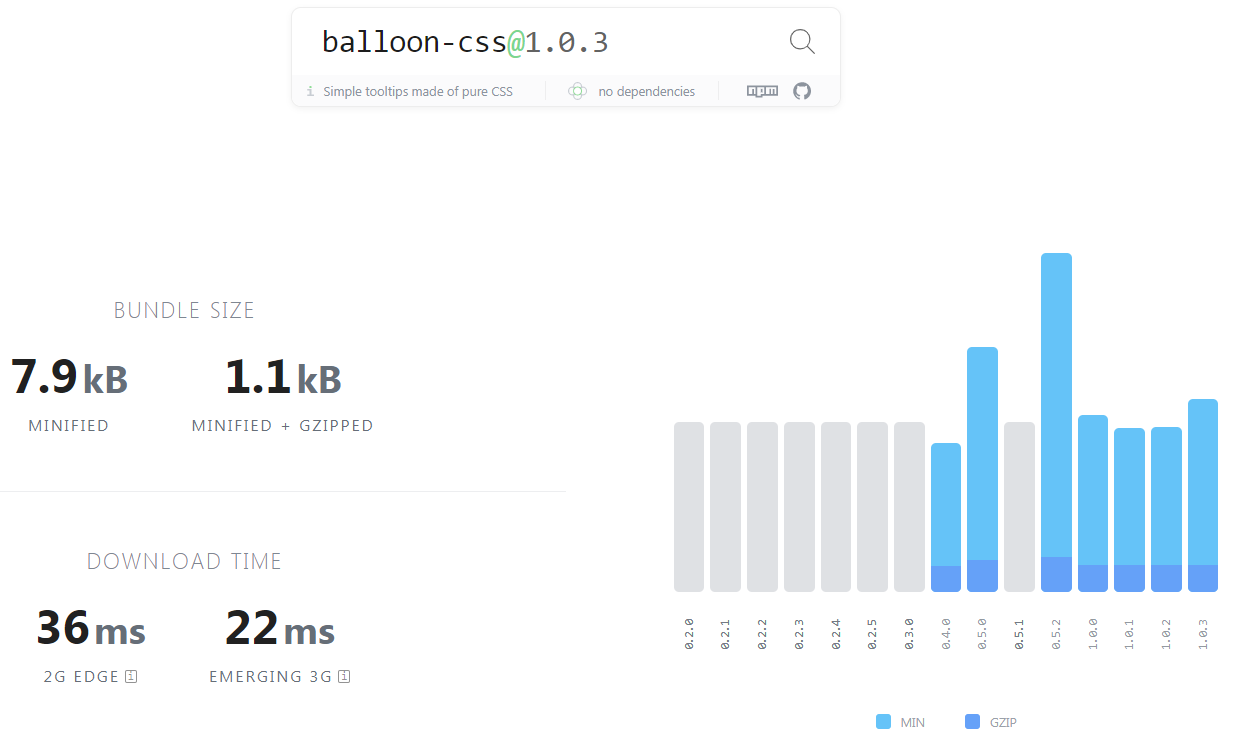 balloon-css@1.0.3
i Simple tooltips made of pure CSS no dependencies npm
BUNDLE SIZE
7.9 kB 1.1 kB
MINIFIED MINIFIED + GZIPPED
DOWNLOAD TIME
36 ms 22 ms
2G EDGE i EMERGING 3G i
0.2.0 0.2.1 0.2.2 0.2.3 0.2.4 0.2.5 0.3.0 0.4.0 0.5.0 0.5.1 0.5.2 1.0.0 1.0.1 1.0.2 1.0.3
MIN GZIP